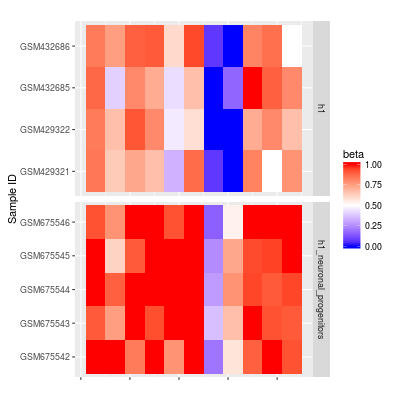 GSM432686
GSM432685
GSM429322
GSM429321
h1
GSM675546
GSM675545
GSM675544
GSM675543
GSM675542
h1_neuronal_progenitors
Sample ID
beta
1.00
0.75
0.50
0.25
0.00